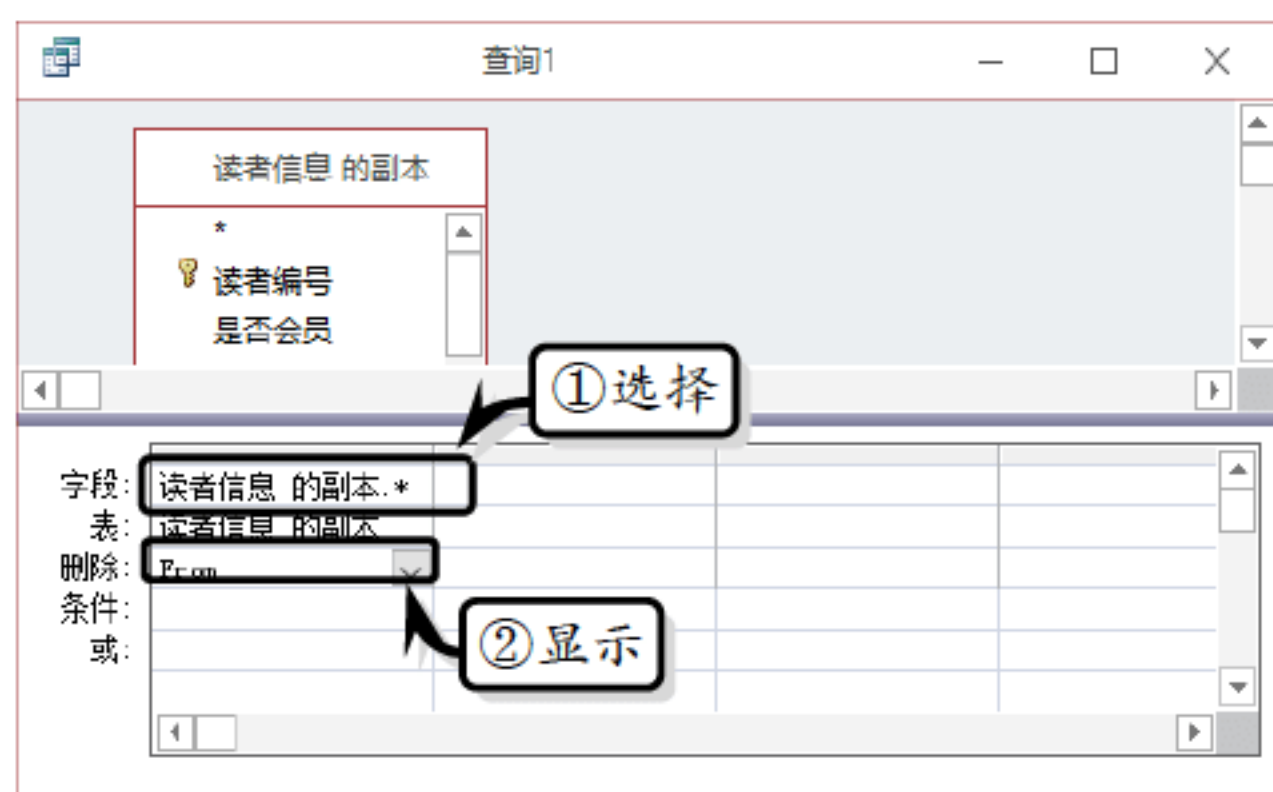 查询1
读者信息 的副本
*
读者编号
是否会员
①选择
字段: 读者信息 的副本.*
表: 读者信息 的副本
删除: From
条件:
②显示
或: